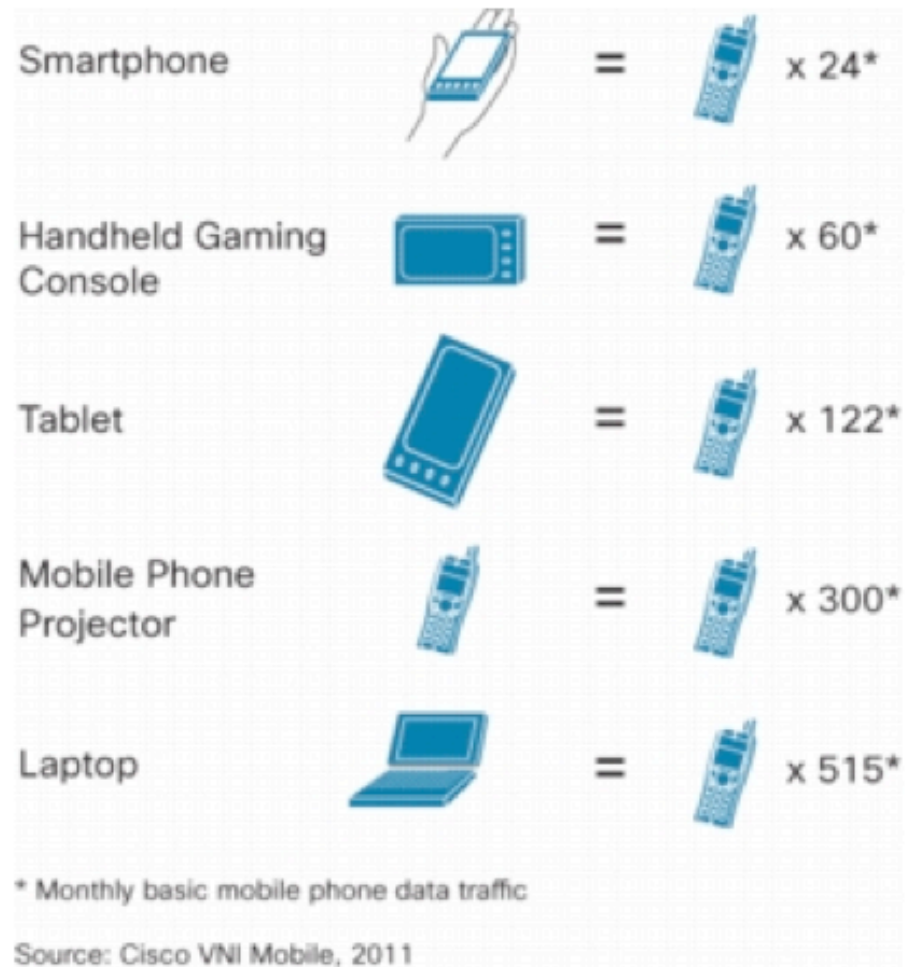 Smartphone = x 24*
Handheld Gaming = x 60*
Console
Tablet = x 122*
Mobile Phone
Projector = x 300*
Laptop = x 515*
* Monthly basic mobile phone data traffic
Source: Cisco VNI Mobile, 2011